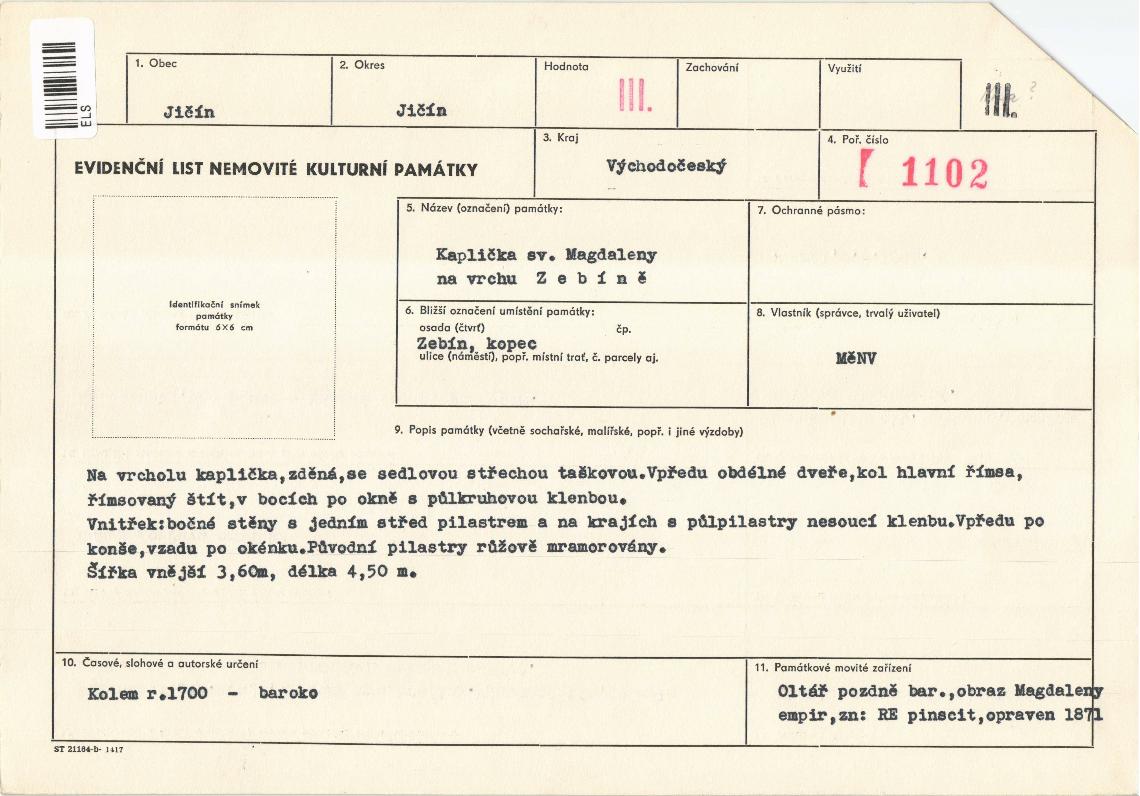 ELS
1. Obec
Jičín
2. Okres
Jičín
Hodnota
III.
Zachování
Využití
III.
EVIDENČNÍ LIST NEMOVITÉ KULTURNÍ PAMÁTKY
3. Kraj
Východočeský
4. Poř. číslo
1102
Identifikační snímek
památky
formátu 6×6 cm
5. Název (označení) památky:
Kaplička sv. Magdaleny
na vrchu Z e b í n ě
7. Ochranné pásmo:
6. Bližší označení umístění památky:
osada (čtvrť) čp.
Zebín, kopec
ulice (náměstí), popř. místní trať, č. parcely aj.
8. Vlastník (správce, trvalý uživatel)
MěNV
9. Popis památky (včetně sochařské, malířské, popř. i jiné výzdoby)
Na vrcholu kaplička,zděná,se sedlovou střechou taškovou.Vpředu obdélné dveře,kol hlavní římsa,
římsovaný štít,v bocích po okně s půlkruhovou klenbou.
Vnitřek:bočné stěny s jedním střed pilastrem a na krajích s půlpilastry nesoucí klenbu.Vpředu po
konše,vzadu po okénku.Původní pilastry růžově mramorovány.
Šířka vnější 3,60m, délka 4,50 m.
10. Časové, slohové a autorské určení
Kolem r.1700 - baroko
11. Památkové movité zařízení
Oltář pozdně bar.,obraz Magdaleny
empir,zn: RE pinscit,opraven 1871
ST 21184-b- 1417